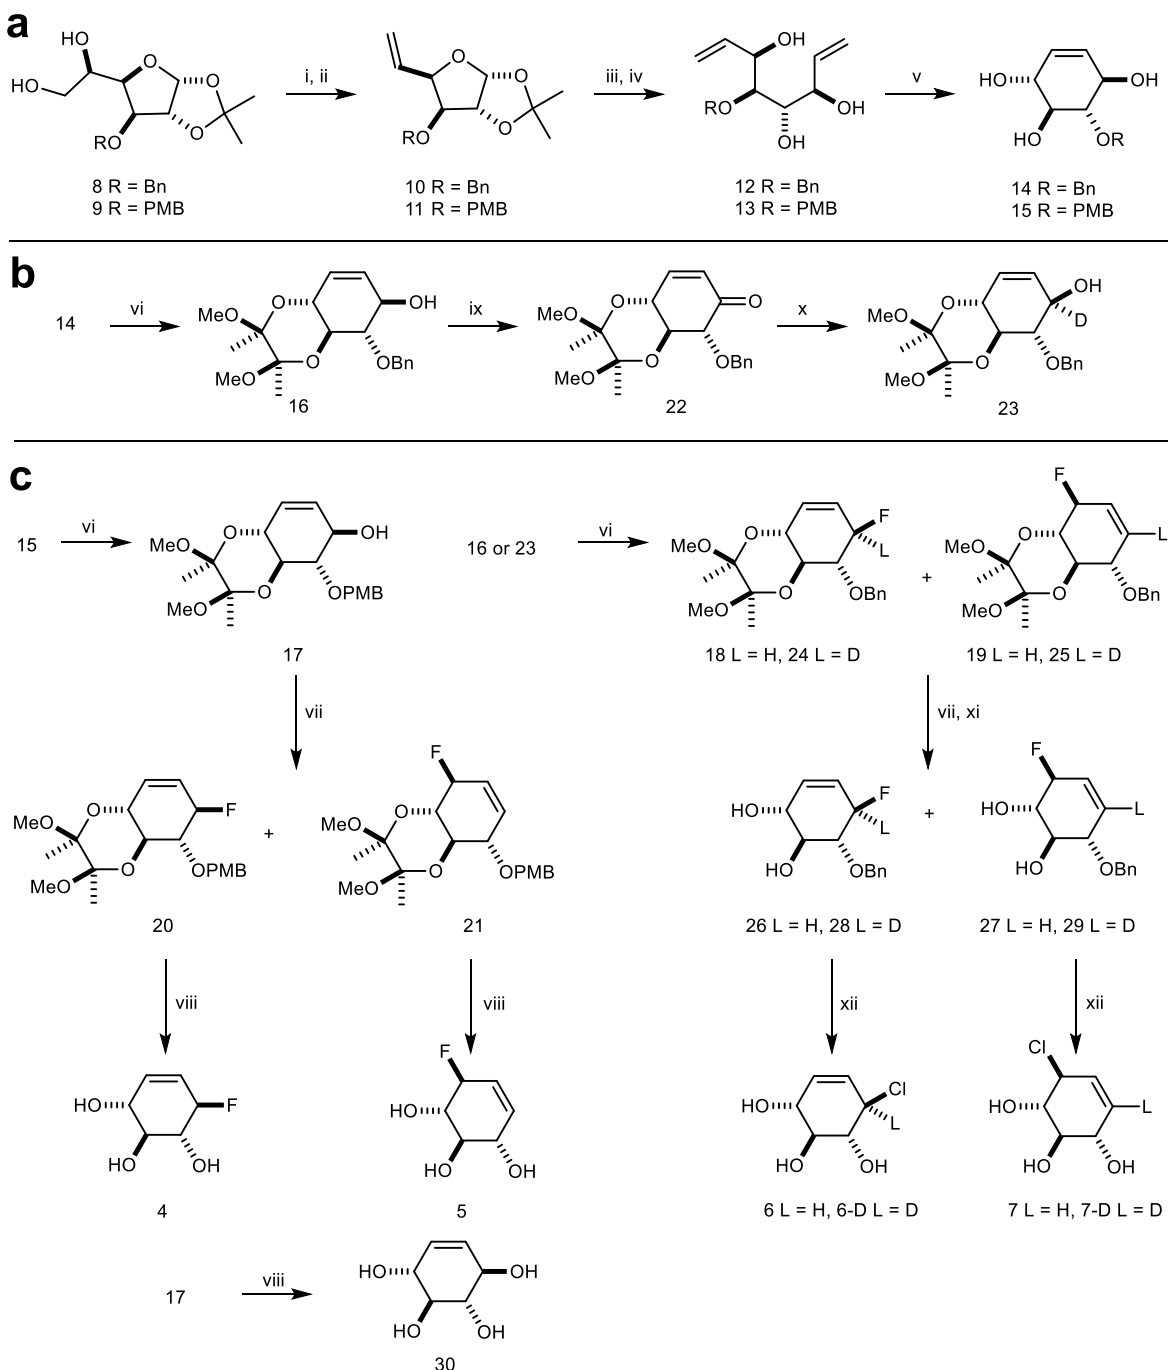 a
HO
HO
O
O
O
RO
i, ii
O
O
O
RO
iii, iv
OH
RO
OH
OH
v
HO
OH
HO
OR
8 R = Bn
9 R = PMB
10 R = Bn
11 R = PMB
12 R = Bn
13 R = PMB
14 R = Bn
15 R = PMB
b
14
vi
O
OH
MeO
MeO
O
OBn
16
ix
O
O
MeO
MeO
O
OBn
22
x
O
OH
D
MeO
MeO
O
OBn
23
c
15
vi
O
OH
MeO
MeO
O
OPMB
17
16 or 23
vi
O
F
L
MeO
MeO
O
OBn
18 L = H, 24 L = D
+
F
O
L
MeO
MeO
O
OBn
19 L = H, 25 L = D
vii
vii, xi
O
F
MeO
MeO
O
OPMB
20
+
F
O
MeO
MeO
O
OPMB
21
HO
F
L
HO
OBn
26 L = H, 28 L = D
+
F
HO
L
HO
OBn
27 L = H, 29 L = D
viii
viii
xii
xii
HO
F
HO
OH
4
F
HO
HO
OH
5
HO
Cl
L
HO
OH
6 L = H, 6-D L = D
Cl
HO
L
HO
OH
7 L = H, 7-D L = D
17
viii
HO
OH
HO
OH
30